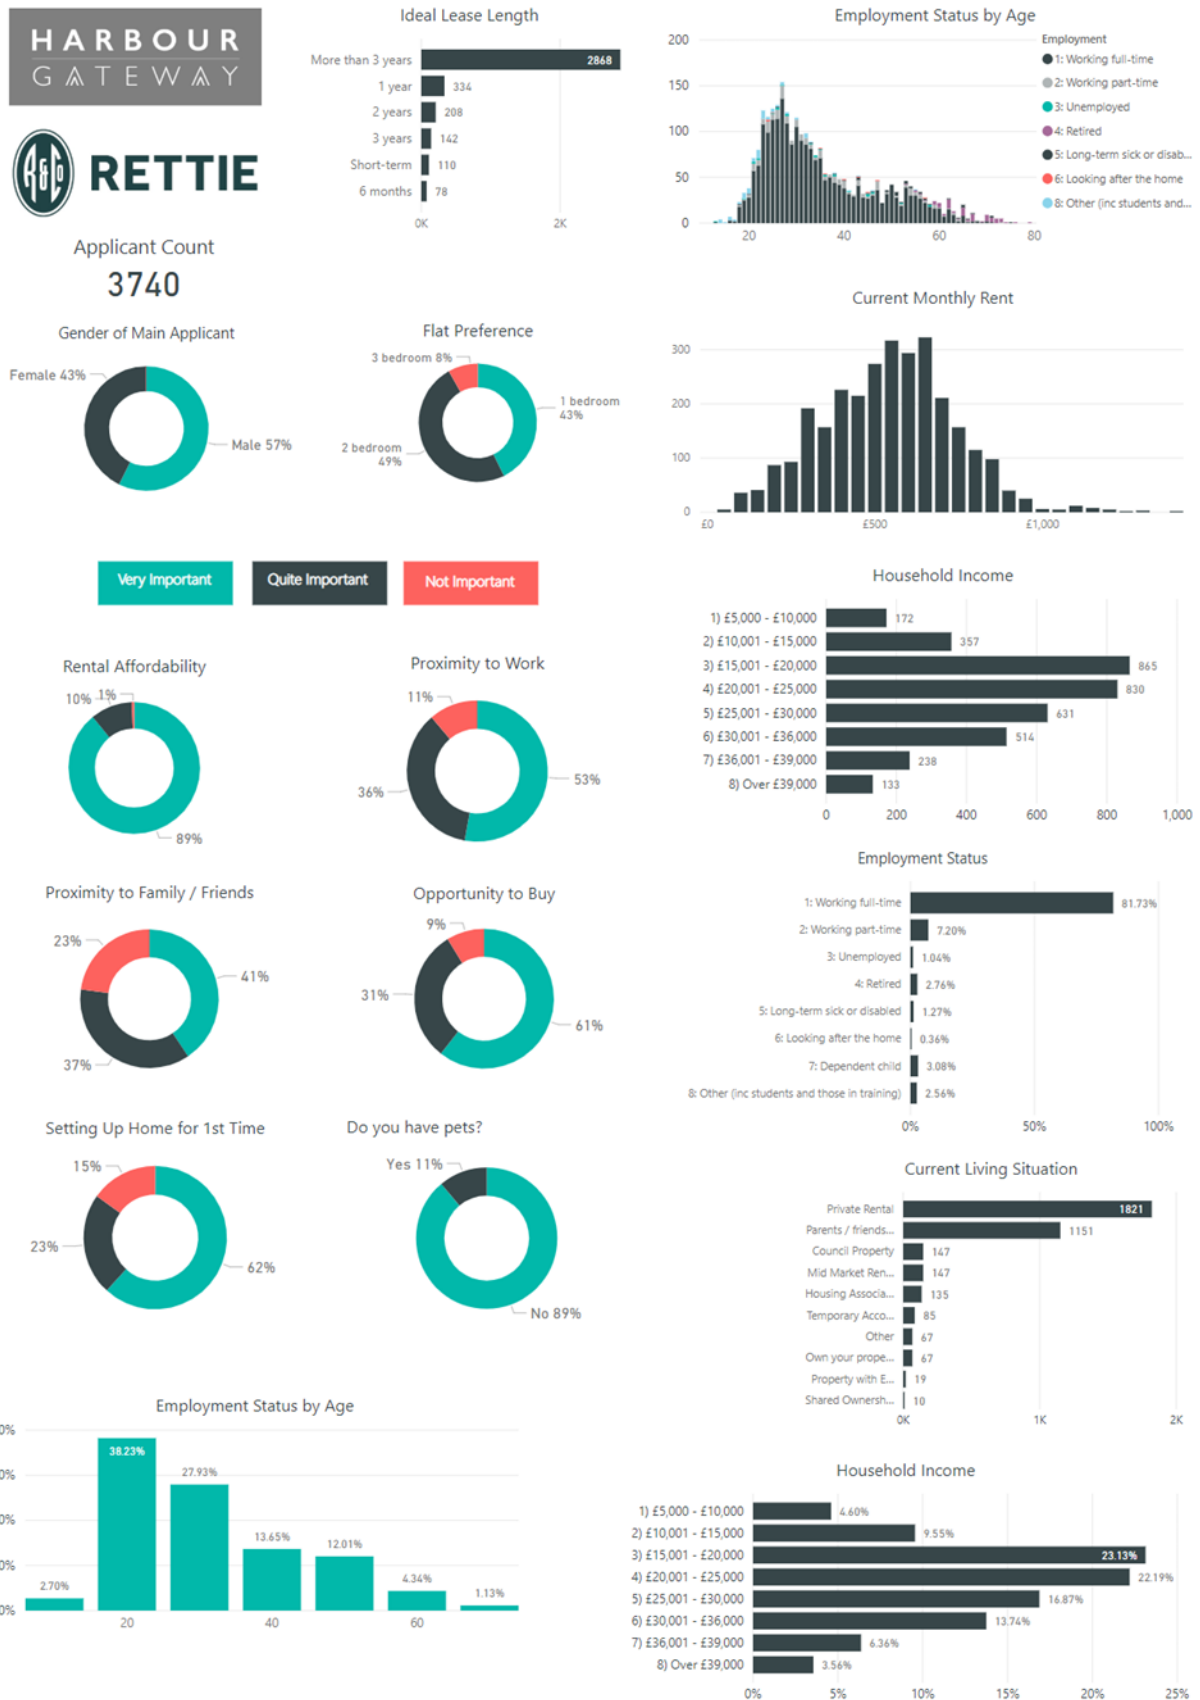 HARBOUR
GATEWAY
R&Co RETTIE
Applicant Count
3740
Ideal Lease Length
More than 3 years 2868
1 year 334
2 years 208
3 years 142
Short-term 110
6 months 78
0K 2K
Employment Status by Age
200
150
100
50
0
20 40 60 80
Employment
1: Working full-time
2: Working part-time
3: Unemployed
4: Retired
5: Long-term sick or disab...
6: Looking after the home
8: Other (inc students and...
Gender of Main Applicant
Female 43%
Male 57%
Flat Preference
3 bedroom 8%
1 bedroom
43%
2 bedroom
49%
Current Monthly Rent
300
200
100
0
£0 £500 £1,000
Very Important
Quite Important
Not Important
Household Income
1) £5,000 - £10,000 172
2) £10,001 - £15,000 357
3) £15,001 - £20,000 865
4) £20,001 - £25,000 830
5) £25,001 - £30,000 631
6) £30,001 - £36,000 514
7) £36,001 - £39,000 238
8) Over £39,000 133
0 200 400 600 800 1,000
Rental Affordability
10% 1%
89%
Proximity to Work
11%
53%
36%
Employment Status
1: Working full-time 81.73%
2: Working part-time 7.20%
3: Unemployed 1.04%
4: Retired 2.76%
5: Long-term sick or disabled 1.27%
6: Looking after the home 0.36%
7: Dependent child 3.08%
8: Other (inc students and those in training) 2.56%
0% 50% 100%
Proximity to Family / Friends
23%
41%
37%
Opportunity to Buy
9%
31%
61%
Setting Up Home for 1st Time
15%
23%
62%
Do you have pets?
Yes 11%
No 89%
Current Living Situation
Private Rental 1821
Parents / friends... 1151
Council Property 147
Mid Market Ren... 147
Housing Associa... 135
Temporary Acco... 85
Other 67
Own your prope... 67
Property with E... 19
Shared Ownersh... 10
0K 1K 2K
Employment Status by Age
0%
0%
0%
0%
0%
2.70%
38.23%
27.93%
13.65%
12.01%
4.34%
1.13%
20 40 60
Household Income
1) £5,000 - £10,000 4.60%
2) £10,001 - £15,000 9.55%
3) £15,001 - £20,000 23.13%
4) £20,001 - £25,000 22.19%
5) £25,001 - £30,000 16.87%
6) £30,001 - £36,000 13.74%
7) £36,001 - £39,000 6.36%
8) Over £39,000 3.56%
0% 5% 10% 15% 20% 25%